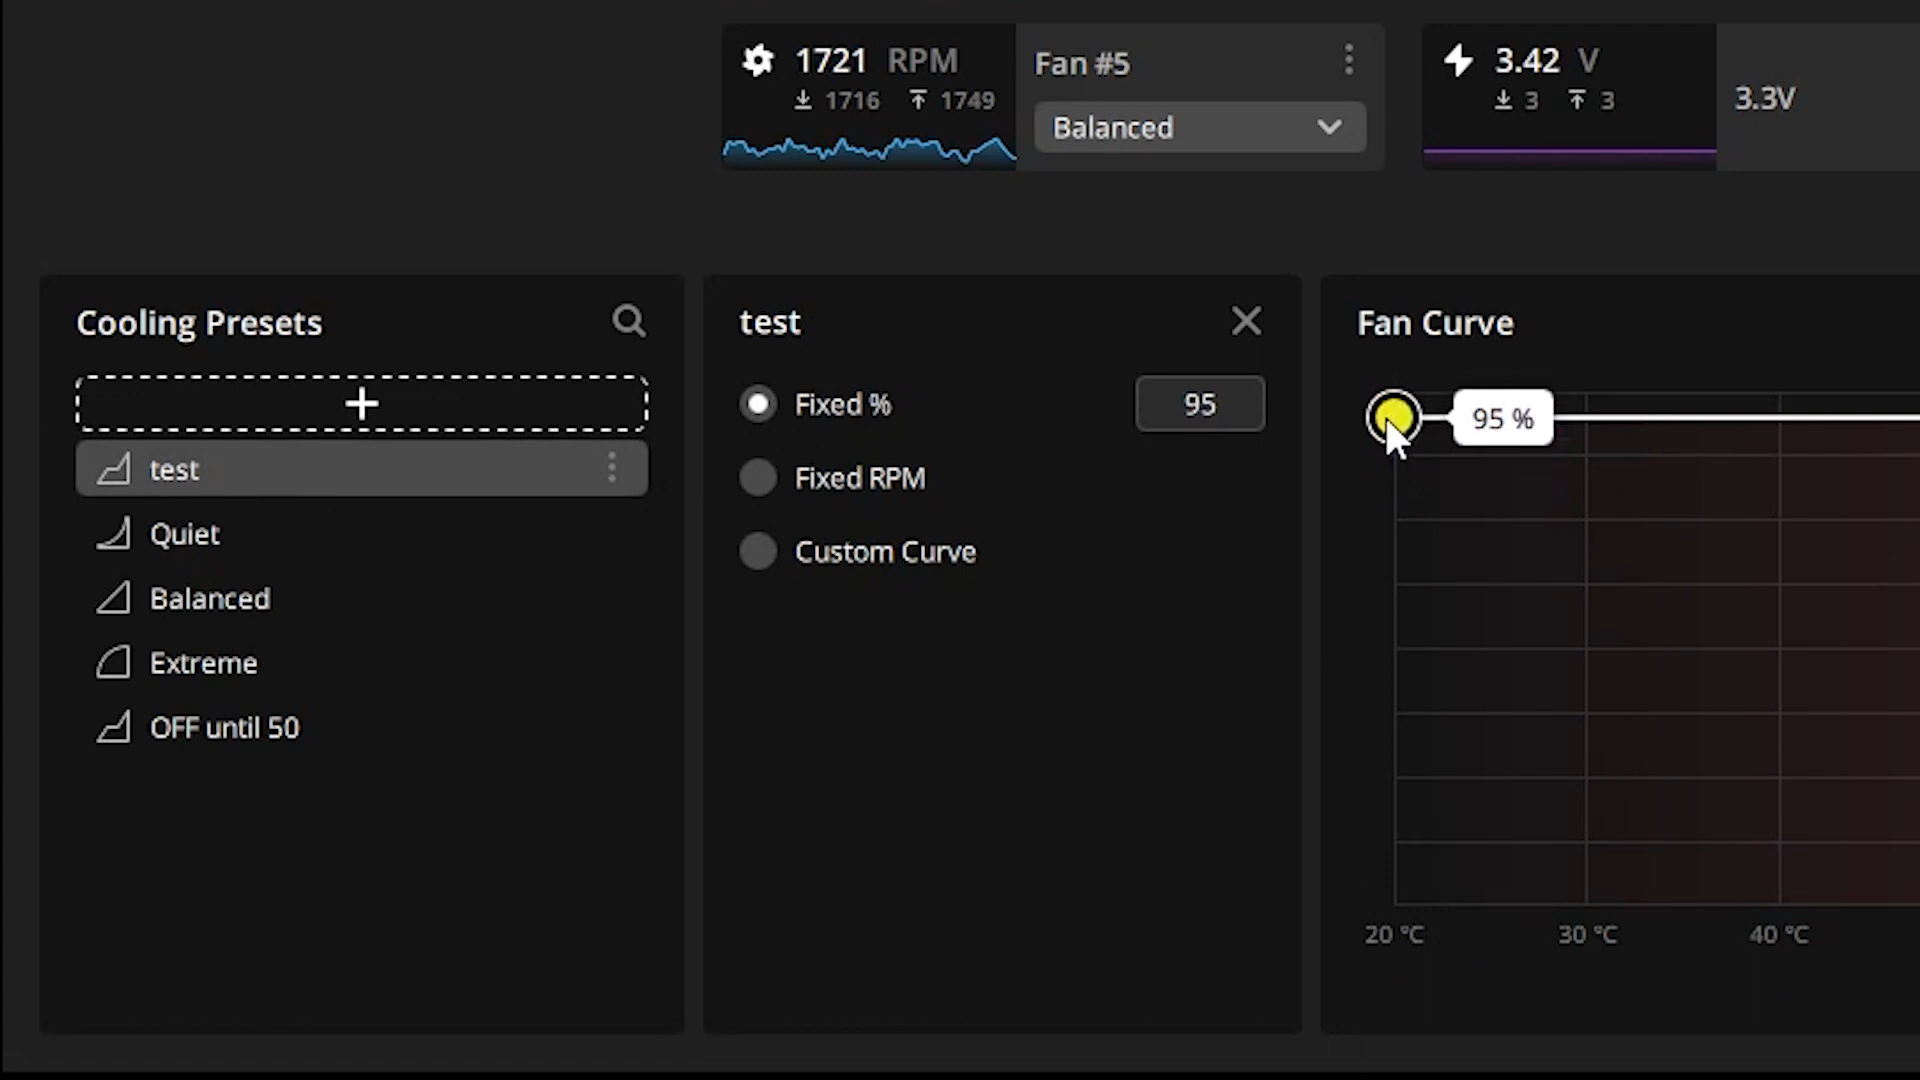 1721 RPM
1716 1749
Fan #5
Balanced
3.42 V
3 3
3.3V
Cooling Presets
test
Quiet
Balanced
Extreme
OFF until 50
test
Fixed % 95
Fixed RPM
Custom Curve
Fan Curve
95 %
20 °C 30 °C 40 °C